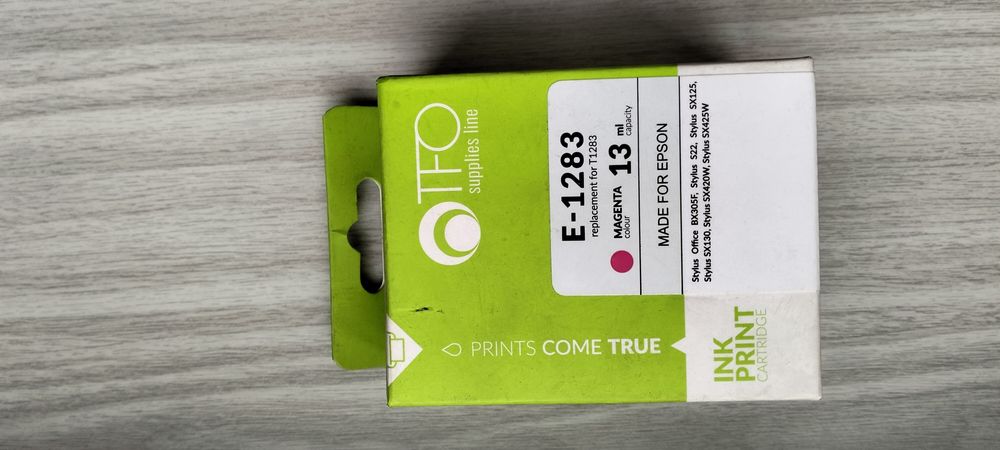 TFO
supplies line
E-1283
replacement for T1283
MAGENTA
colour
13 ml
capacity
MADE FOR EPSON
Stylus Office BX305F, Stylus S22, Stylus SX125,
Stylus SX130, Stylus SX420W, Stylus SX425W
PRINTS COME TRUE
INK
PRINT
CARTRIDGE